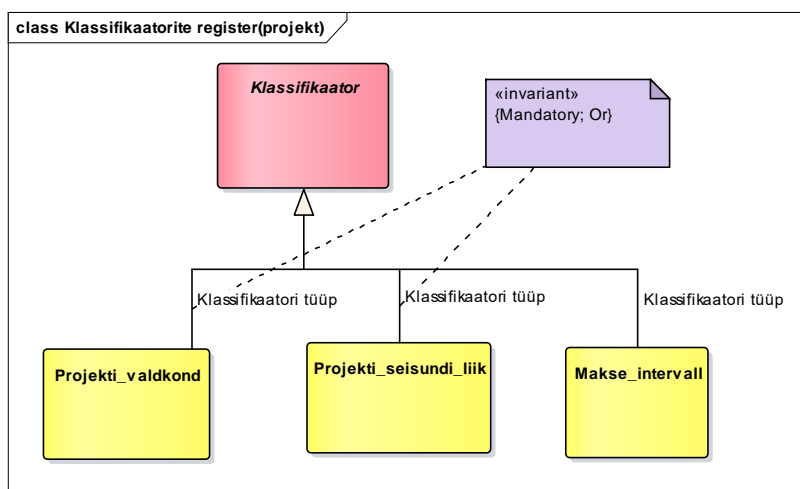 class Klassifikaatorite register(projekt)
Klassifikaator
«invariant»
{Mandatory; Or}
Klassifikaatori tüüp
Klassifikaatori tüüp
Klassifikaatori tüüp
Projekti_valdkond
Projekti_seisundi_liik
Makse_intervall